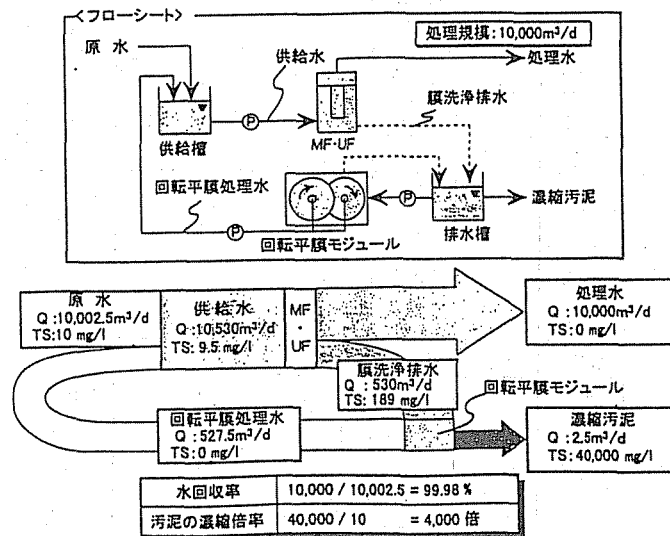 <フローシート>
処理規模:10,000m³/d
原 水
供給水
処理水
膜洗浄排水
P
供給槽
MF・UF
回転平膜処理水
P
濃縮汚泥
P
回転平膜モジュール
排水槽
原 水
Q :10,002.5m³/d
TS:10 mg/l
供 給 水
Q :10,530m³/d
TS: 9.5 mg/l
MF
・
UF
処理水
Q :10,000m³/d
TS:0 mg/l
膜洗浄排水
Q : 530m³/d
TS: 189 mg/l
回転平膜モジュール
回転平膜処理水
Q : 527.5m³/d
TS:0 mg/l
濃縮汚泥
Q : 2.5m³/d
TS:40,000 mg/l
水回収率 10,000 / 10,002.5 = 99.98 %
汚泥の濃縮倍率 40,000 / 10 = 4,000 倍